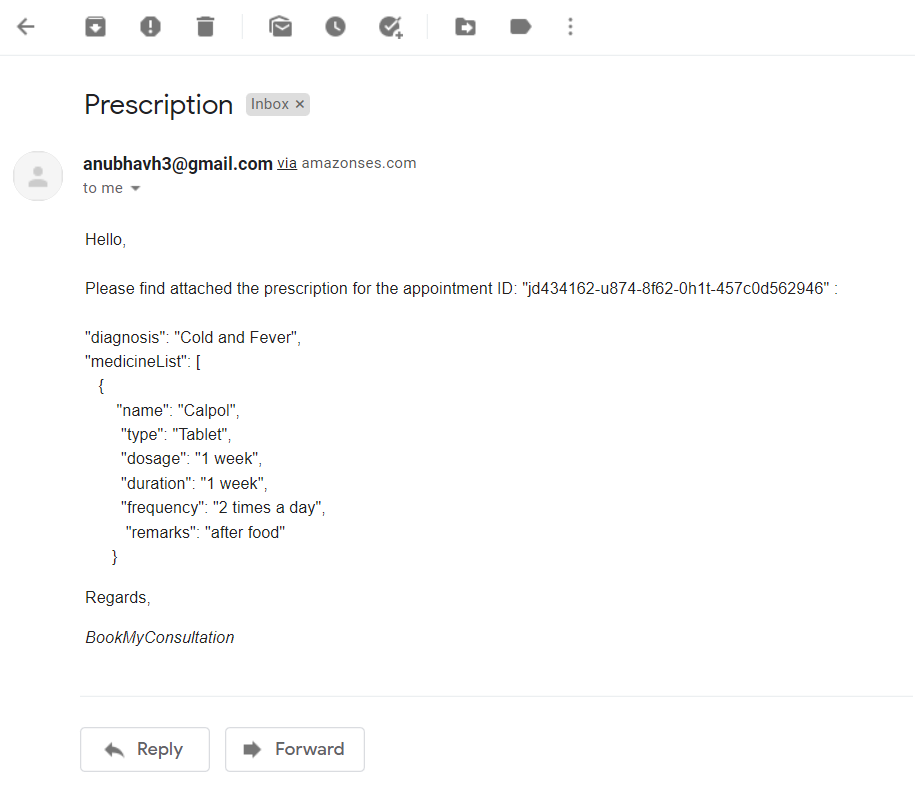 Prescription Inbox ×
anubhavh3@gmail.com via amazonses.com
to me
Hello,
Please find attached the prescription for the appointment ID: "jd434162-u874-8f62-0h1t-457c0d562946" :
"diagnosis": "Cold and Fever",
"medicineList": [
{
"name": "Calpol",
"type": "Tablet",
"dosage": "1 week",
"duration": "1 week",
"frequency": "2 times a day",
"remarks": "after food"
}
Regards,
BookMyConsultation
Reply Forward